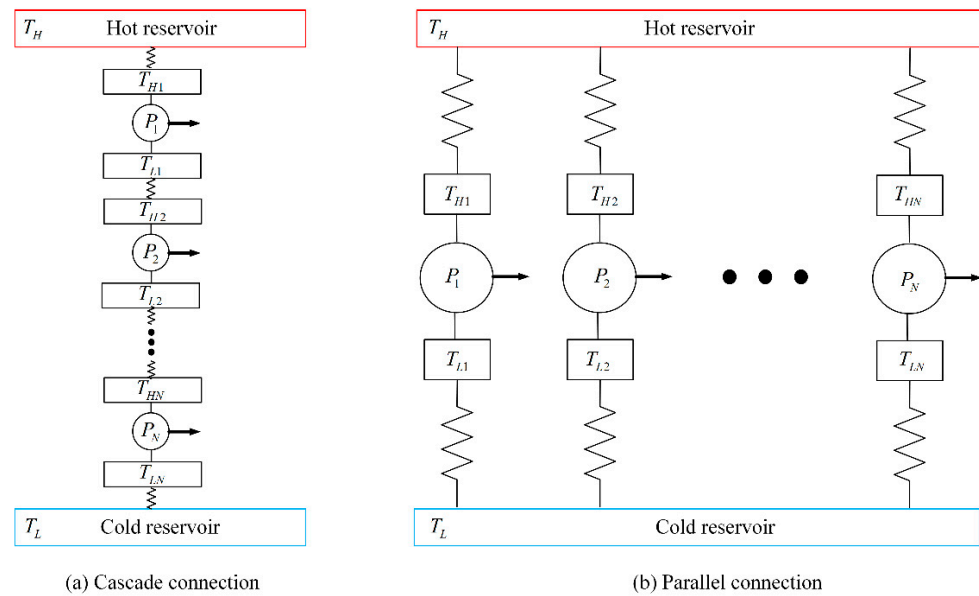 T_H Hot reservoir
T_H1
P_1
T_L1
T_H2
P_2
T_L2
T_HN
P_N
T_LN
T_L Cold reservoir
(a) Cascade connection
T_H Hot reservoir
T_H1 T_H2 T_HN
P_1 P_2 P_N
T_L1 T_L2 T_LN
T_L Cold reservoir
(b) Parallel connection